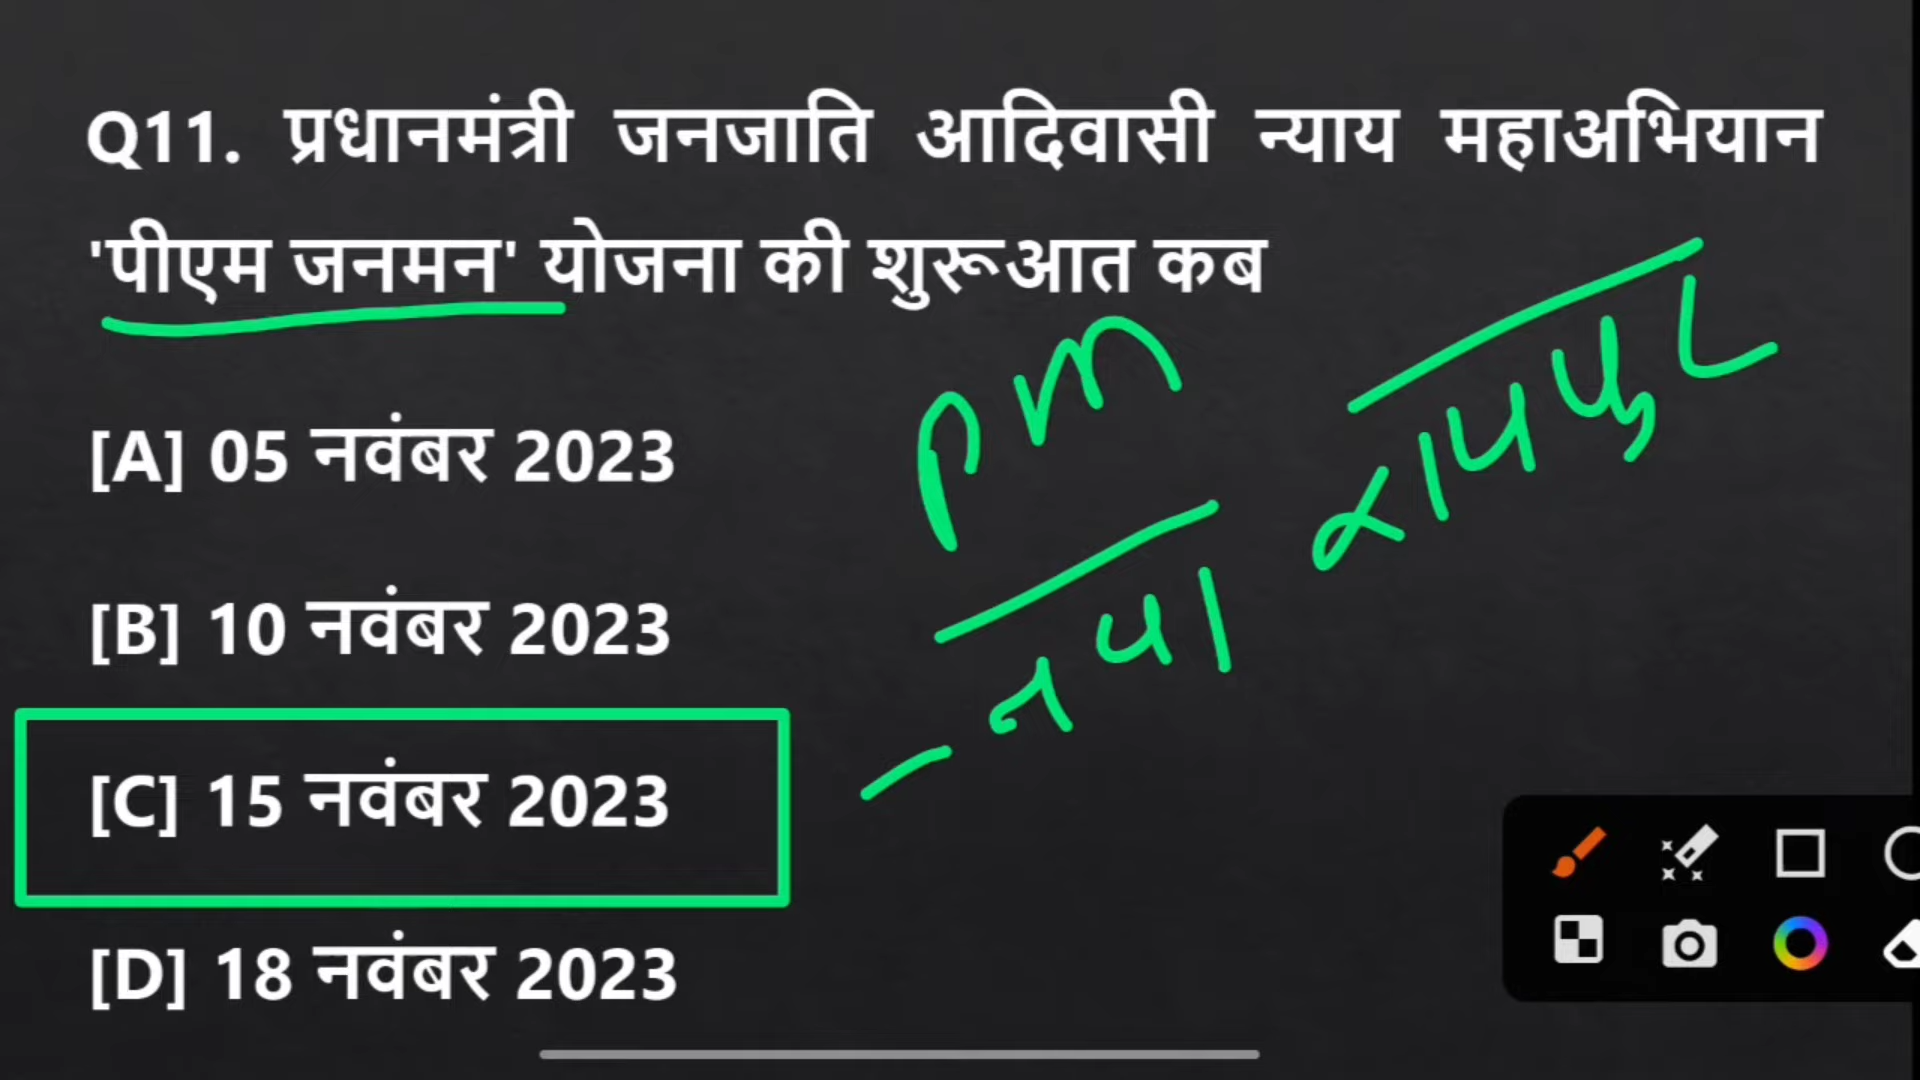 Q11. प्रधानमंत्री जनजाति आदिवासी न्याय महाअभियान
'पीएम जनमन' योजना की शुरूआत कब
[A] 05 नवंबर 2023
[B] 10 नवंबर 2023
[C] 15 नवंबर 2023
[D] 18 नवंबर 2023
pm